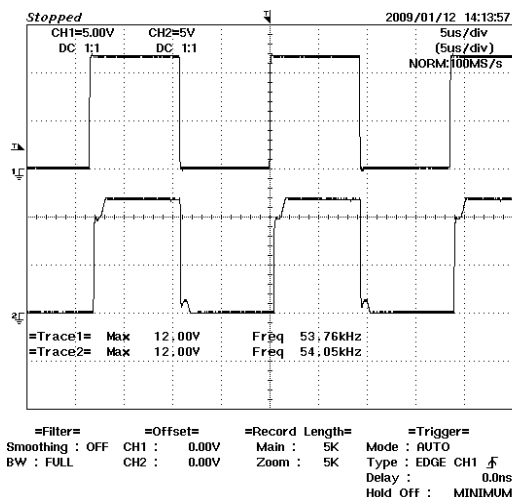 Stopped 2009/01/12 14:13:57
CH1=5.00V CH2=5V 5us/div
DC 1:1 DC 1:1 (5us/div)
NORM:100MS/s
T
T
1
2
=Trace1= Max 12.00V Freq 53.76kHz
=Trace2= Max 12.00V Freq 54.05kHz
=Filter= =Offset= =Record Length= =Trigger=
Smoothing : OFF CH1 : 0.00V Main : 5K Mode : AUTO
BW : FULL CH2 : 0.00V Zoom : 5K Type : EDGE CH1
Delay : 0.0ns
Hold Off : MINIMUM